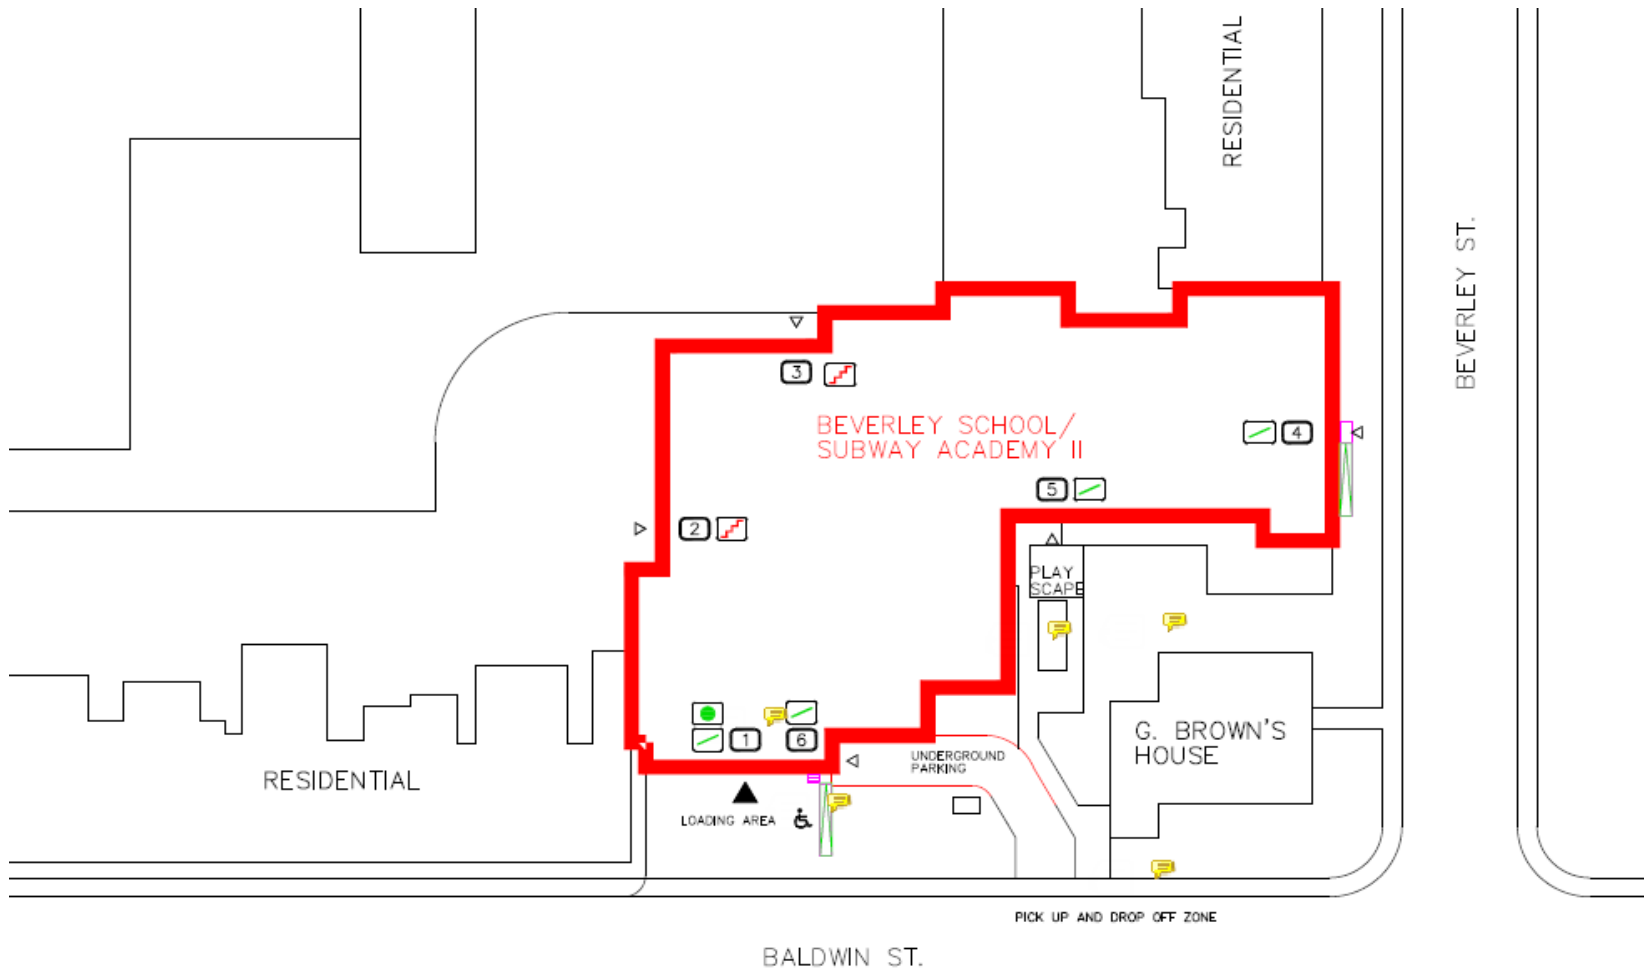 RESIDENTIAL
BEVERLEY ST.
3
BEVERLEY SCHOOL/
SUBWAY ACADEMY II
4
5
2
PLAY
SCAPE
1
6
G. BROWN'S
HOUSE
UNDERGROUND
PARKING
RESIDENTIAL
LOADING AREA
PICK UP AND DROP OFF ZONE
BALDWIN ST.